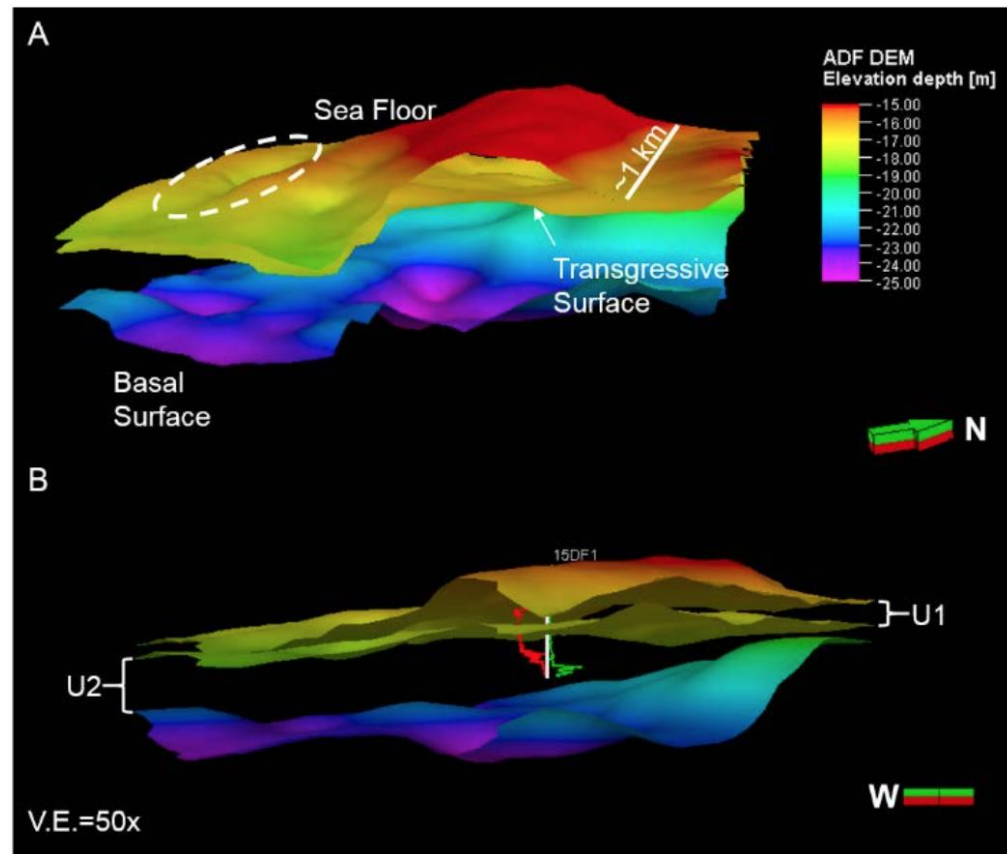 A
ADF DEM
Elevation depth [m]
Sea Floor
-15.00
-16.00
-17.00
-18.00
-19.00
-20.00
-21.00
-22.00
-23.00
-24.00
-25.00
~1 km
Transgressive
Surface
Basal
Surface
N
B
15DF1
U1
U2
W
V.E.=50x